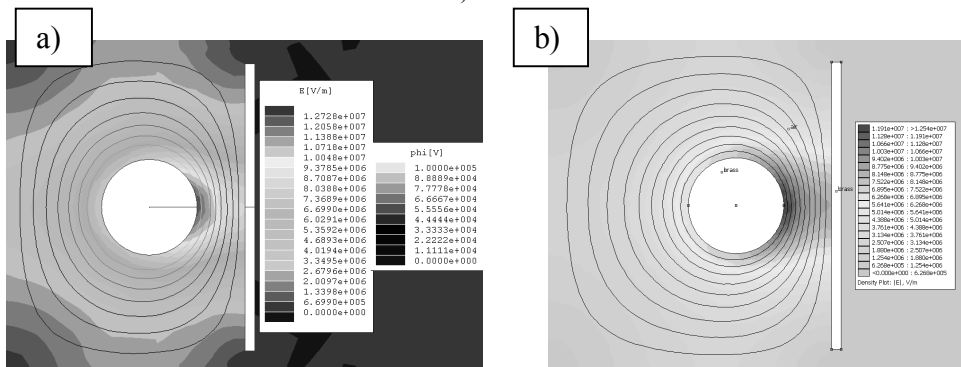 a)
b)
E[V/m]
1.2728e+007
1.2058e+007
1.1388e+007
1.0718e+007
1.0048e+007
9.3785e+006
8.7087e+006
8.0388e+006
7.3689e+006
6.6990e+006
6.0291e+006
5.3592e+006
4.6893e+006
4.0194e+006
3.3495e+006
2.6796e+006
2.0097e+006
1.3398e+006
6.6990e+005
0.0000e+000
phi[V]
1.0000e+005
8.8889e+004
7.7778e+004
6.6667e+004
5.5556e+004
4.4444e+004
3.3333e+004
2.2222e+004
1.1111e+004
0.0000e+000
air
brass
brass
1.191e+007 : >1.254e+007
1.128e+007 : 1.191e+007
1.066e+007 : 1.128e+007
1.003e+007 : 1.066e+007
9.402e+006 : 1.003e+007
8.775e+006 : 9.402e+006
8.148e+006 : 8.775e+006
7.522e+006 : 8.148e+006
6.895e+006 : 7.522e+006
6.268e+006 : 6.895e+006
5.641e+006 : 6.268e+006
5.014e+006 : 5.641e+006
4.388e+006 : 5.014e+006
3.761e+006 : 4.388e+006
3.134e+006 : 3.761e+006
2.507e+006 : 3.134e+006
1.880e+006 : 2.507e+006
1.254e+006 : 1.880e+006
6.268e+005 : 1.254e+006
<0.000e+000 : 6.268e+005
Density Plot: |E|, V/m